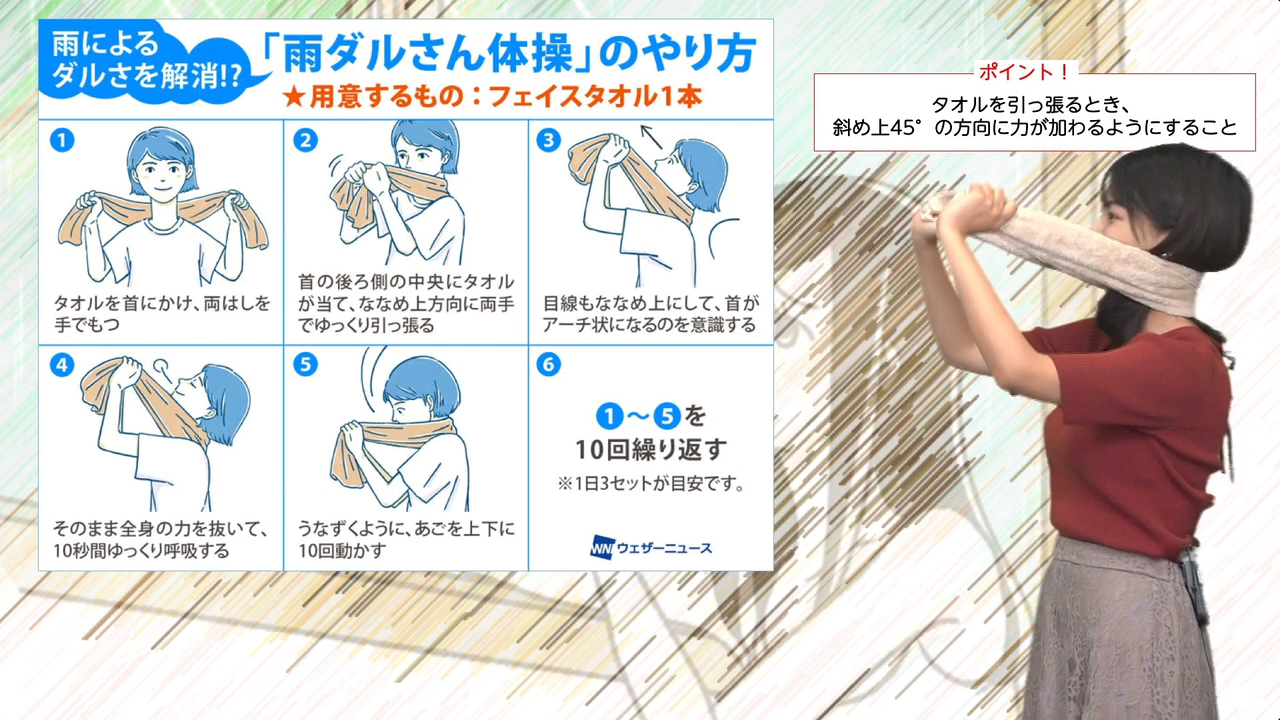 雨による
ダルさを解消!?
「雨ダルさん体操」のやり方
★用意するもの：フェイスタオル1本
1
タオルを首にかけ、両はしを
手でもつ
2
首の後ろ側の中央にタオル
が当て、ななめ上方向に両手
でゆっくり引っ張る
3
目線もななめ上にして、首が
アーチ状になるのを意識する
4
そのまま全身の力を抜いて、
10秒間ゆっくり呼吸する
5
うなずくように、あごを上下に
10回動かす
6
1～5を
10回繰り返す
※1日3セットが目安です。
WNI ウェザーニュース
ポイント！
タオルを引っ張るとき、
斜め上45°の方向に力が加わるようにすること